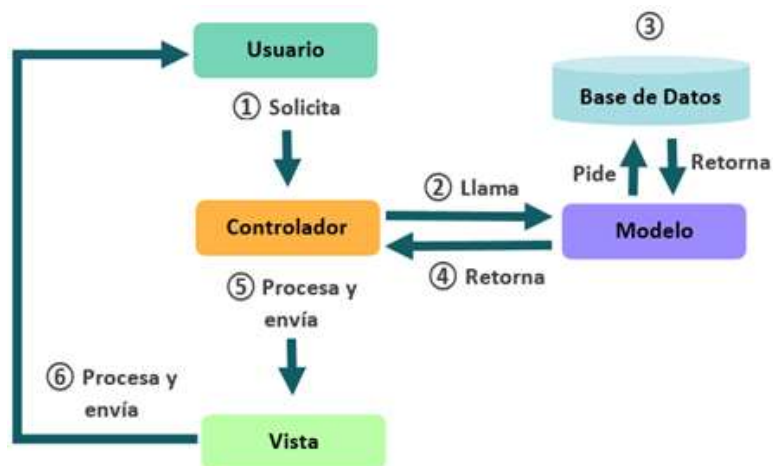 ③
Usuario
Base de Datos
① Solicita
Pide
Retorna
② Llama
Controlador
Modelo
④ Retorna
⑤ Procesa y
envía
⑥ Procesa y
envía
Vista